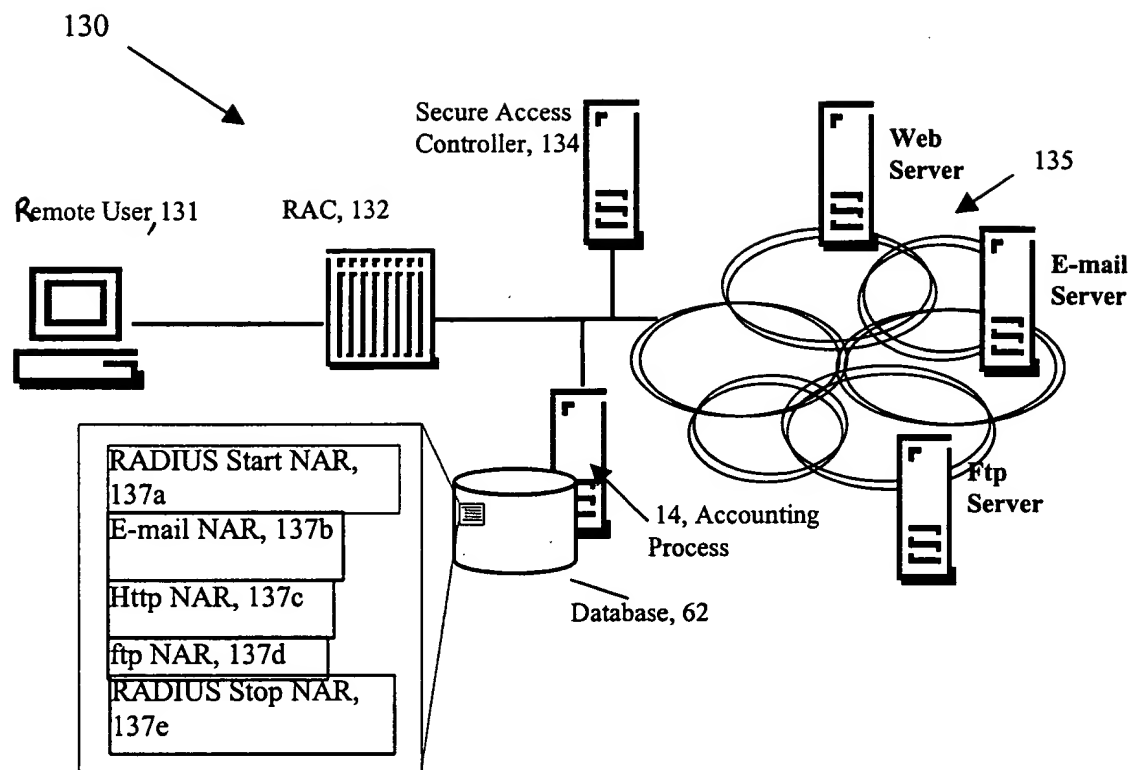 130
Secure Access
Controller, 134
Web
Server
135
Remote User, 131
RAC, 132
E-mail
Server
RADIUS Start NAR,
137a
E-mail NAR, 137b
Http NAR, 137c
ftp NAR, 137d
RADIUS Stop NAR,
137e
14, Accounting
Process
Ftp
Server
Database, 62